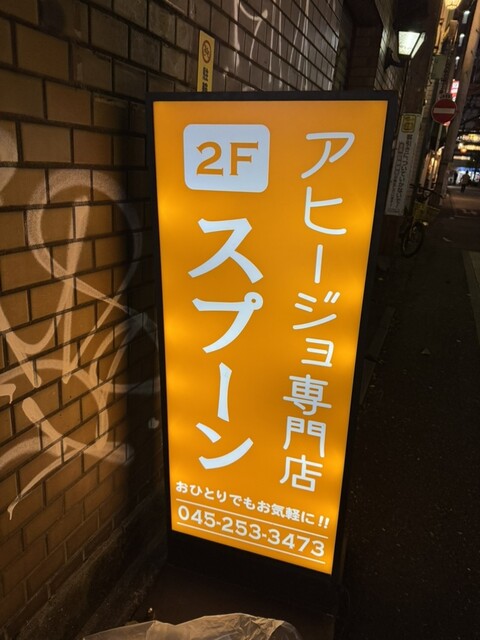 アヒージョ専門店
2F
スプーン
おひとりでもお気軽に!!
045-253-3473